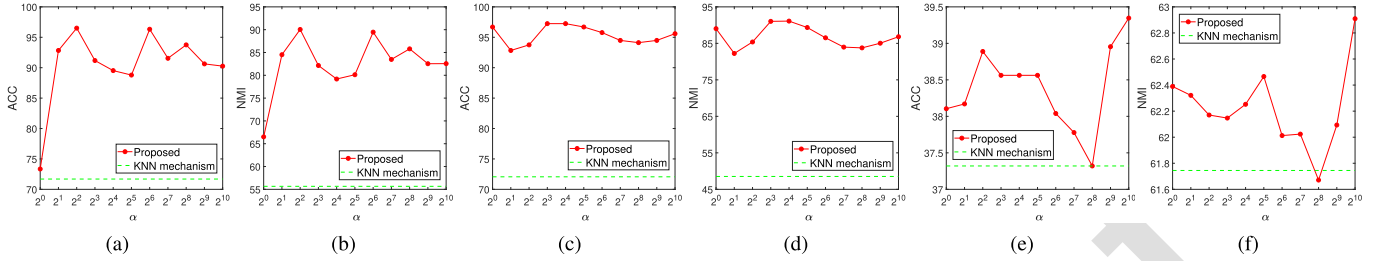 100
95
90
85
80
75
70
ACC
2^0 2^1 2^2 2^3 2^4 2^5 2^6 2^7 2^8 2^9 2^10
α
Proposed
KNN mechanism
(a)
95
90
85
80
75
70
65
60
55
NMI
2^0 2^1 2^2 2^3 2^4 2^5 2^6 2^7 2^8 2^9 2^10
α
Proposed
KNN mechanism
(b)
100
95
90
85
80
75
70
ACC
2^0 2^1 2^2 2^3 2^4 2^5 2^6 2^7 2^8 2^9 2^10
α
Proposed
KNN mechanism
(c)
95
85
75
65
55
45
NMI
2^0 2^1 2^2 2^3 2^4 2^5 2^6 2^7 2^8 2^9 2^10
α
Proposed
KNN mechanism
(d)
39.5
39
38.5
38
37.5
37
ACC
2^0 2^1 2^2 2^3 2^4 2^5 2^6 2^7 2^8 2^9 2^10
α
Proposed
KNN mechanism
(e)
63
62.8
62.6
62.4
62.2
62
61.8
61.6
NMI
2^0 2^1 2^2 2^3 2^4 2^5 2^6 2^7 2^8 2^9 2^10
α
Proposed
KNN mechanism
(f)